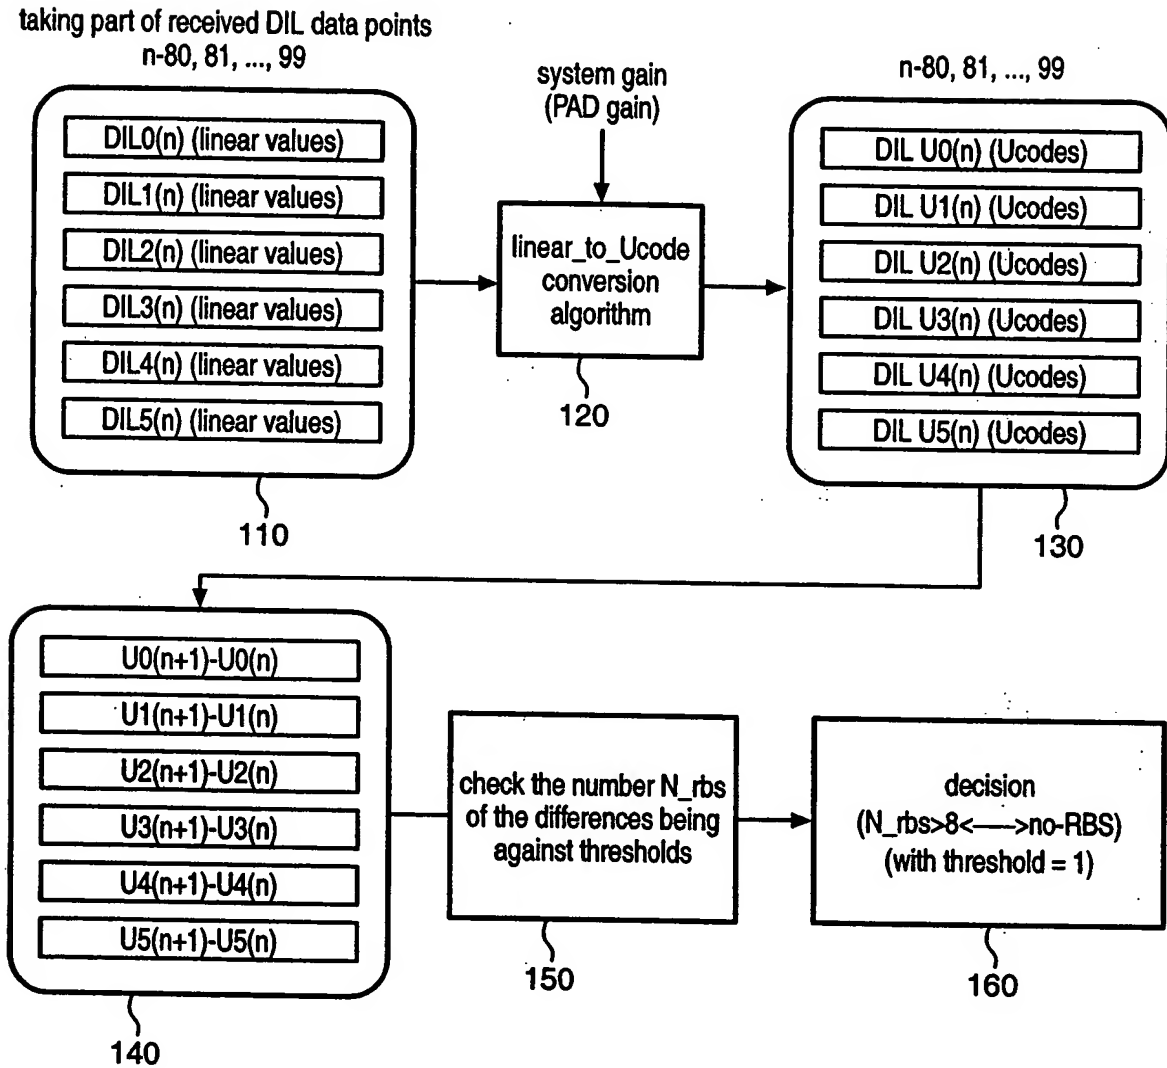 taking part of received DIL data points
n-80, 81, ..., 99
DIL0(n) (linear values)
DIL1(n) (linear values)
DIL2(n) (linear values)
DIL3(n) (linear values)
DIL4(n) (linear values)
DIL5(n) (linear values)
110
system gain
(PAD gain)
linear_to_Ucode
conversion
algorithm
120
n-80, 81, ..., 99
DIL U0(n) (Ucodes)
DIL U1(n) (Ucodes)
DIL U2(n) (Ucodes)
DIL U3(n) (Ucodes)
DIL U4(n) (Ucodes)
DIL U5(n) (Ucodes)
130
U0(n+1)-U0(n)
U1(n+1)-U1(n)
U2(n+1)-U2(n)
U3(n+1)-U3(n)
U4(n+1)-U4(n)
U5(n+1)-U5(n)
140
check the number N_rbs
of the differences being
against thresholds
150
decision
(N_rbs>8<---->no-RBS)
(with threshold = 1)
160